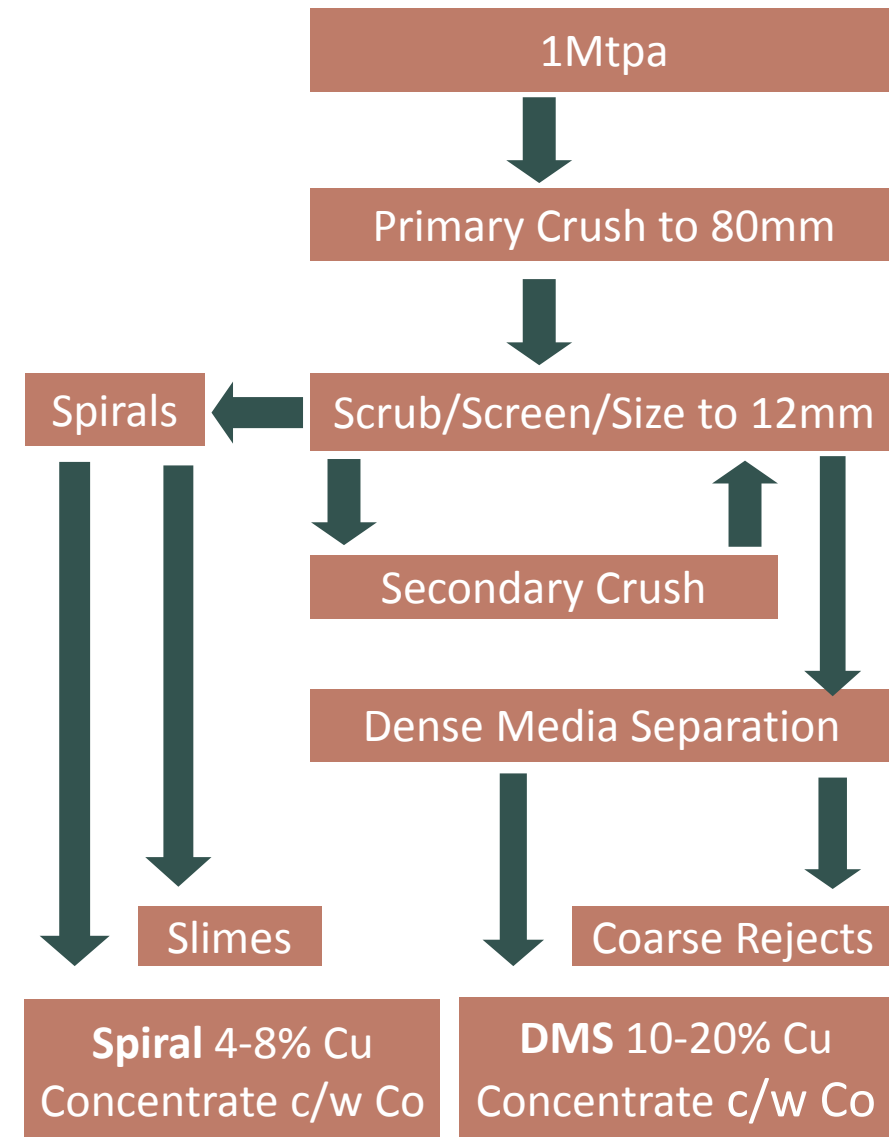 1Mtpa
Primary Crush to 80mm
Spirals
Scrub/Screen/Size to 12mm
Secondary Crush
Dense Media Separation
Slimes
Coarse Rejects
Spiral 4-8% Cu
Concentrate c/w Co
DMS 10-20% Cu
Concentrate c/w Co